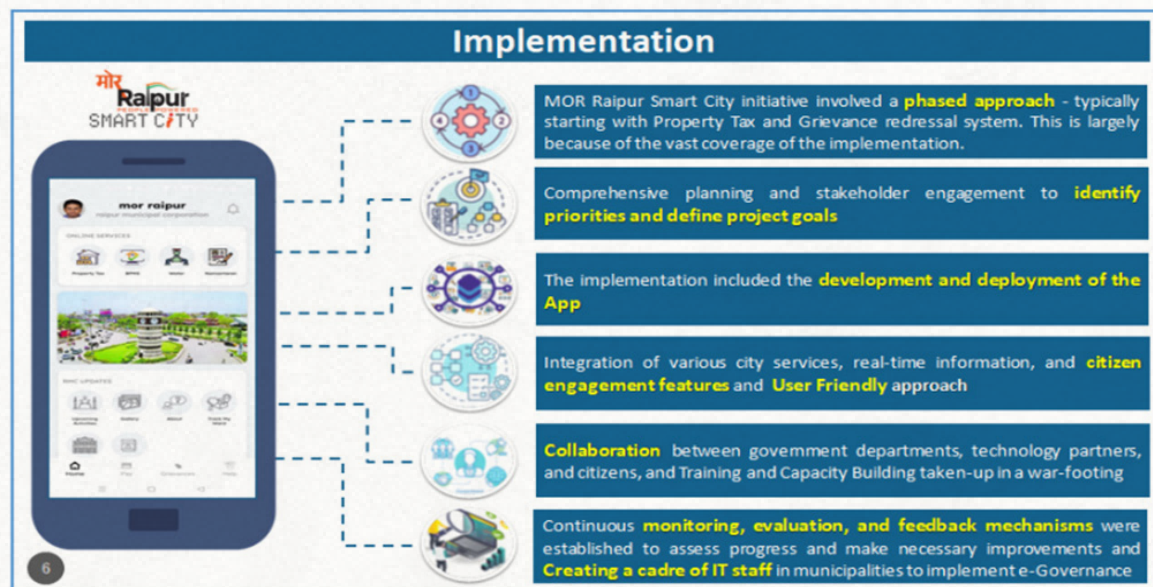 Implementation
मोर
Raipur
SMART CiTY
mor raipur
raipur municipal corporation
ONLINE SERVICES
Property Tax
Water
Upcoming
Activities
Gallery
About
Home
Pay
Grievances
MOR Raipur Smart City initiative involved a phased approach - typically
starting with Property Tax and Grievance redressal system. This is largely
because of the vast coverage of the implementation.
Comprehensive planning and stakeholder engagement to identify
priorities and define project goals
The implementation included the development and deployment of the
App
Integration of various city services, real-time information, and citizen
engagement features and User Friendly approach
Collaboration between government departments, technology partners,
and citizens, and Training and Capacity Building taken-up in a war-footing
Continuous monitoring, evaluation, and feedback mechanisms were
established to assess progress and make necessary improvements and
Creating a cadre of IT staff in municipalities to implement e-Governance
6